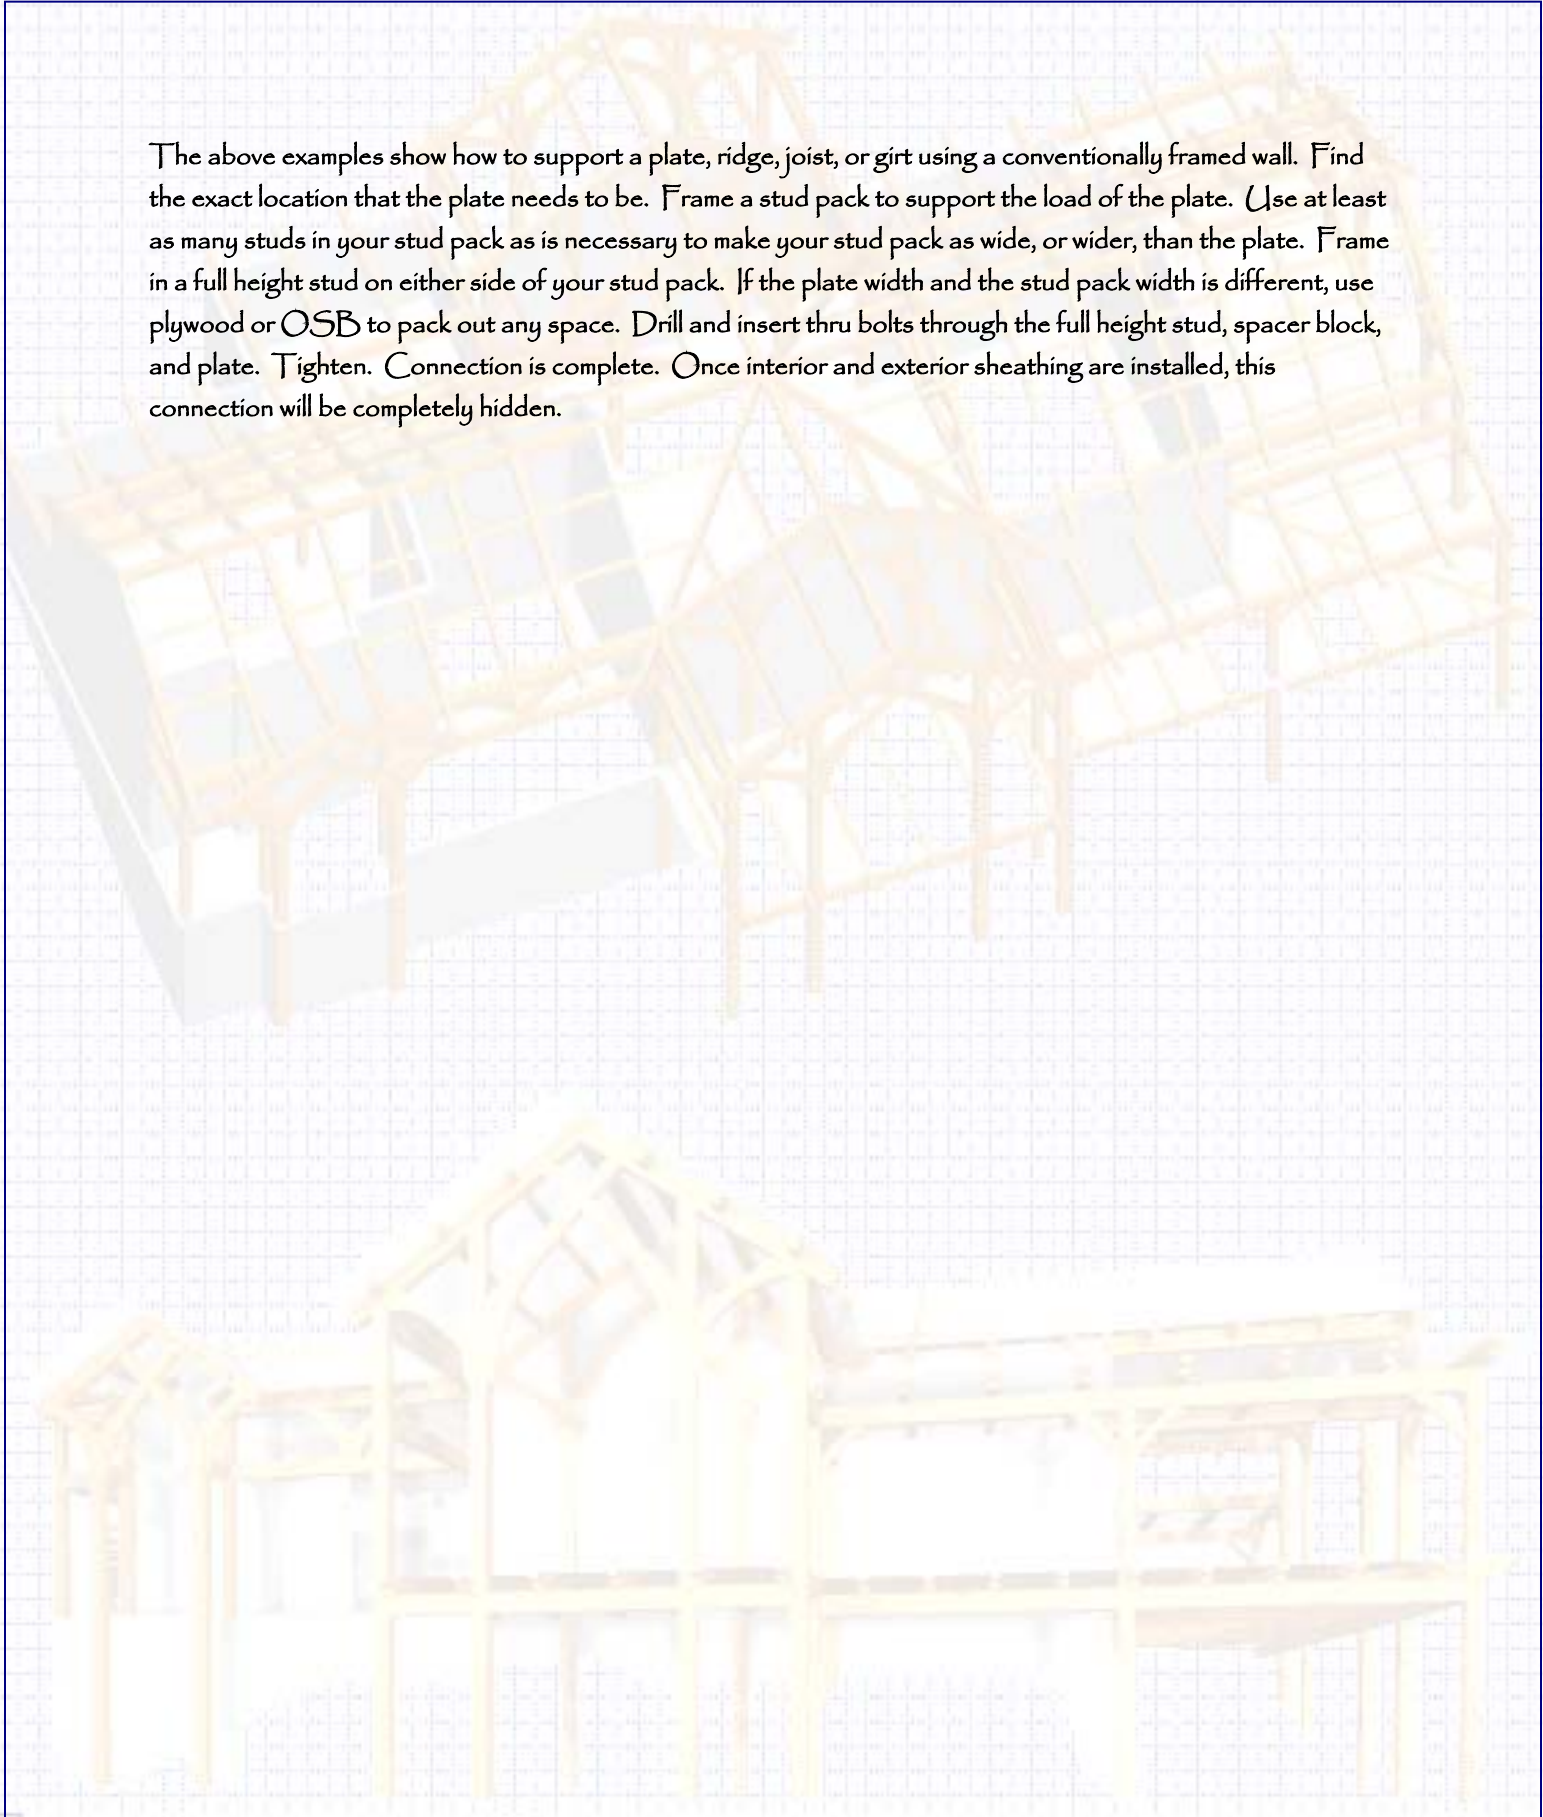 The above examples show how to support a plate, ridge, joist, or girt using a conventionally framed wall.  Find
the exact location that the plate needs to be.  Frame a stud pack to support the load of the plate.  Use at least
as many studs in your stud pack as is necessary to make your stud pack as wide, or wider, than the plate.  Frame
in a full height stud on either side of your stud pack.  If the plate width and the stud pack width is different, use
plywood or OSB to pack out any space.  Drill and insert thru bolts through the full height stud, spacer block,
and plate.  Tighten.  Connection is complete.  Once interior and exterior sheathing are installed, this
connection will be completely hidden.